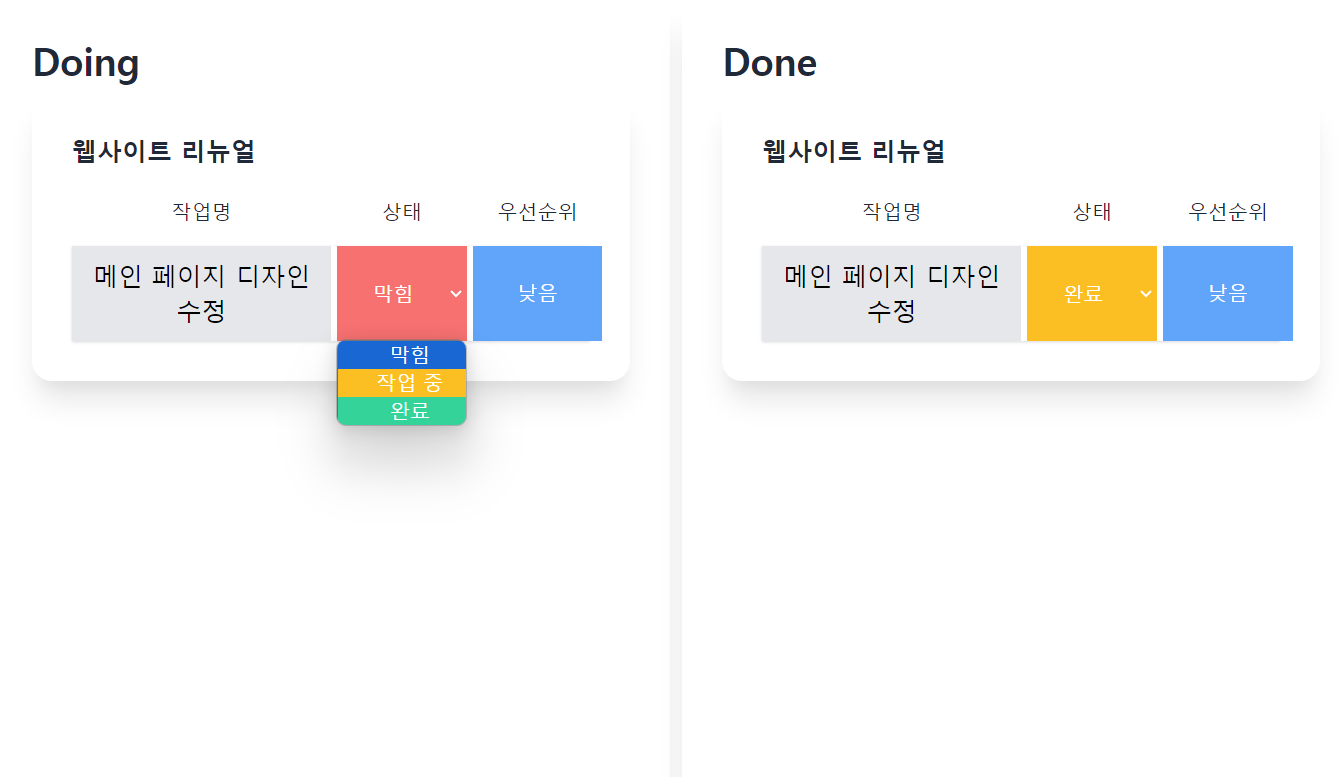 Doing
웹사이트 리뉴얼
작업명 상태 우선순위
메인 페이지 디자인
수정
막힘
낮음
막힘
작업 중
완료
Done
웹사이트 리뉴얼
작업명 상태 우선순위
메인 페이지 디자인
수정
완료
낮음